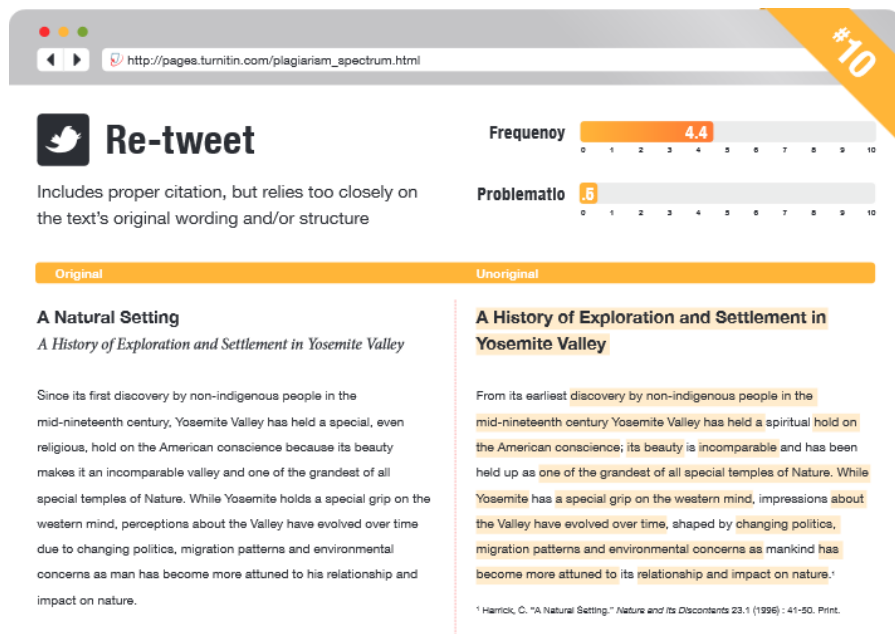 #10
http://pages.turnitin.com/plagiarism_spectrum.html
Re-tweet
Includes proper citation, but relies too closely on
the text's original wording and/or structure
Frequenoy
4.4
0 1 2 3 4 5 6 7 8 9 10
Problematio
.5
0 1 2 3 4 5 6 7 8 9 10
Original
A Natural Setting
A History of Exploration and Settlement in Yosemite Valley
Since its first discovery by non-indigenous people in the
mid-nineteenth century, Yosemite Valley has held a special, even
religious, hold on the American conscience because its beauty
makes it an incomparable valley and one of the grandest of all
special temples of Nature. While Yosemite holds a special grip on the
western mind, perceptions about the Valley have evolved over time
due to changing politics, migration patterns and environmental
concerns as man has become more attuned to his relationship and
impact on nature.
Unoriginal
A History of Exploration and Settlement in
Yosemite Valley
From its earliest discovery by non-indigenous people in the
mid-nineteenth century Yosemite Valley has held a spiritual hold on
the American conscience; its beauty is incomparable and has been
held up as one of the grandest of all special temples of Nature. While
Yosemite has a special grip on the western mind, impressions about
the Valley have evolved over time, shaped by changing politics,
migration patterns and environmental concerns as mankind has
become more attuned to its relationship and impact on nature.¹
¹ Harrick, C. "A Natural Setting." Nature and its Discontents 23.1 (1996) : 41-50. Print.